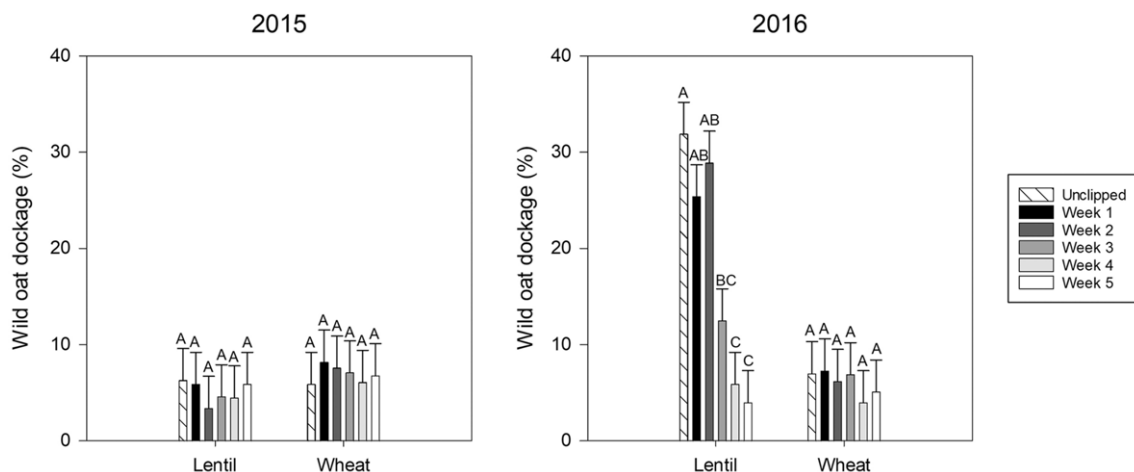 2015
2016
Wild oat dockage (%)
40
30
20
10
0
A A A A A A
A A A A A A
Lentil Wheat
Wild oat dockage (%)
40
30
20
10
0
A AB AB BC C C
A A A A A A
Lentil Wheat
Unclipped
Week 1
Week 2
Week 3
Week 4
Week 5